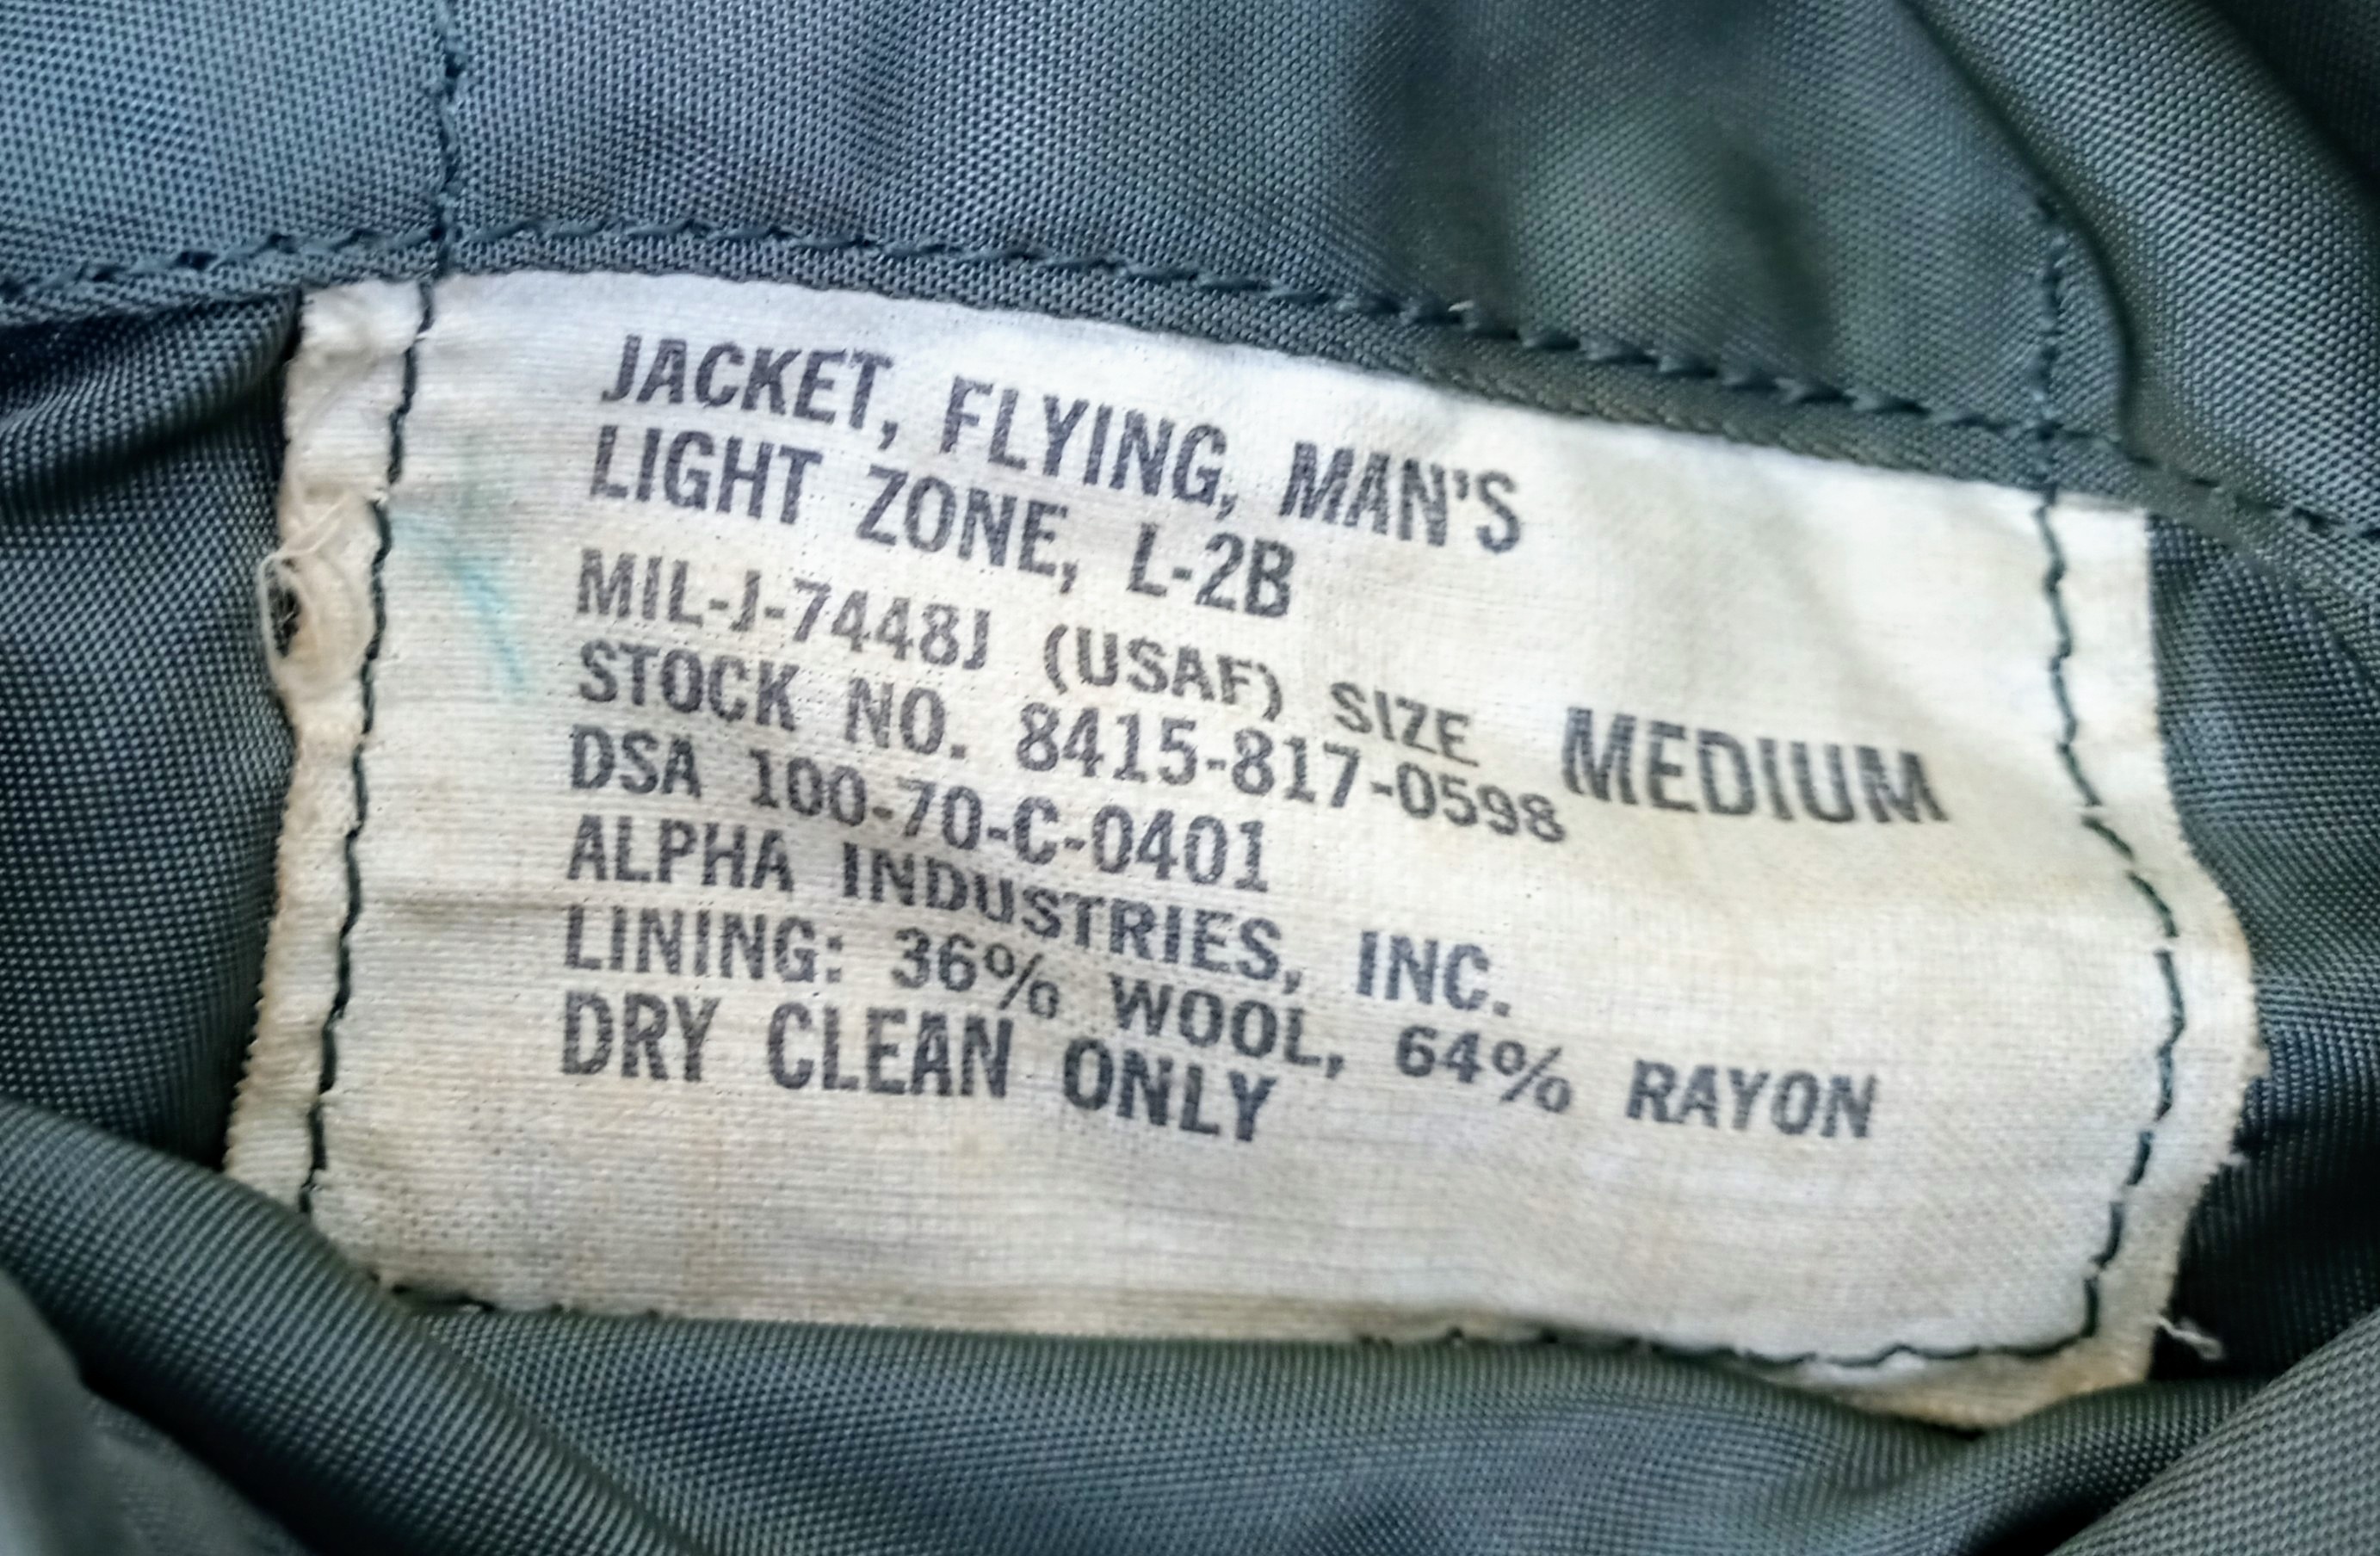 JACKET, FLYING, MAN'S
LIGHT ZONE, L-2B
MIL-J-7448J (USAF) SIZE MEDIUM
STOCK NO. 8415-817-0598
DSA 100-70-C-0401
ALPHA INDUSTRIES, INC.
LINING: 36% WOOL, 64% RAYON
DRY CLEAN ONLY